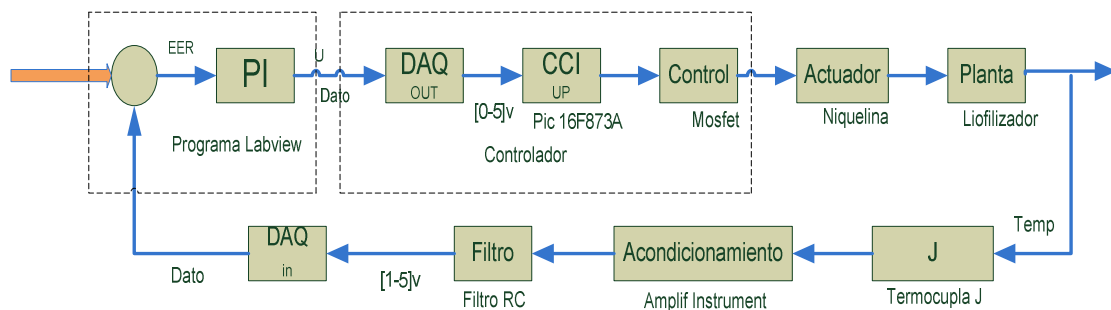 EER
PI
U
Dato
Programa Labview
DAQ
OUT
[0-5]v
CCI
UP
Pic 16F873A
Controlador
Control
Mosfet
Actuador
Niquelina
Planta
Liofilizador
Temp
J
Termocupla J
Acondicionamiento
Amplif Instrument
Filtro
Filtro RC
[1-5]v
DAQ
in
Dato